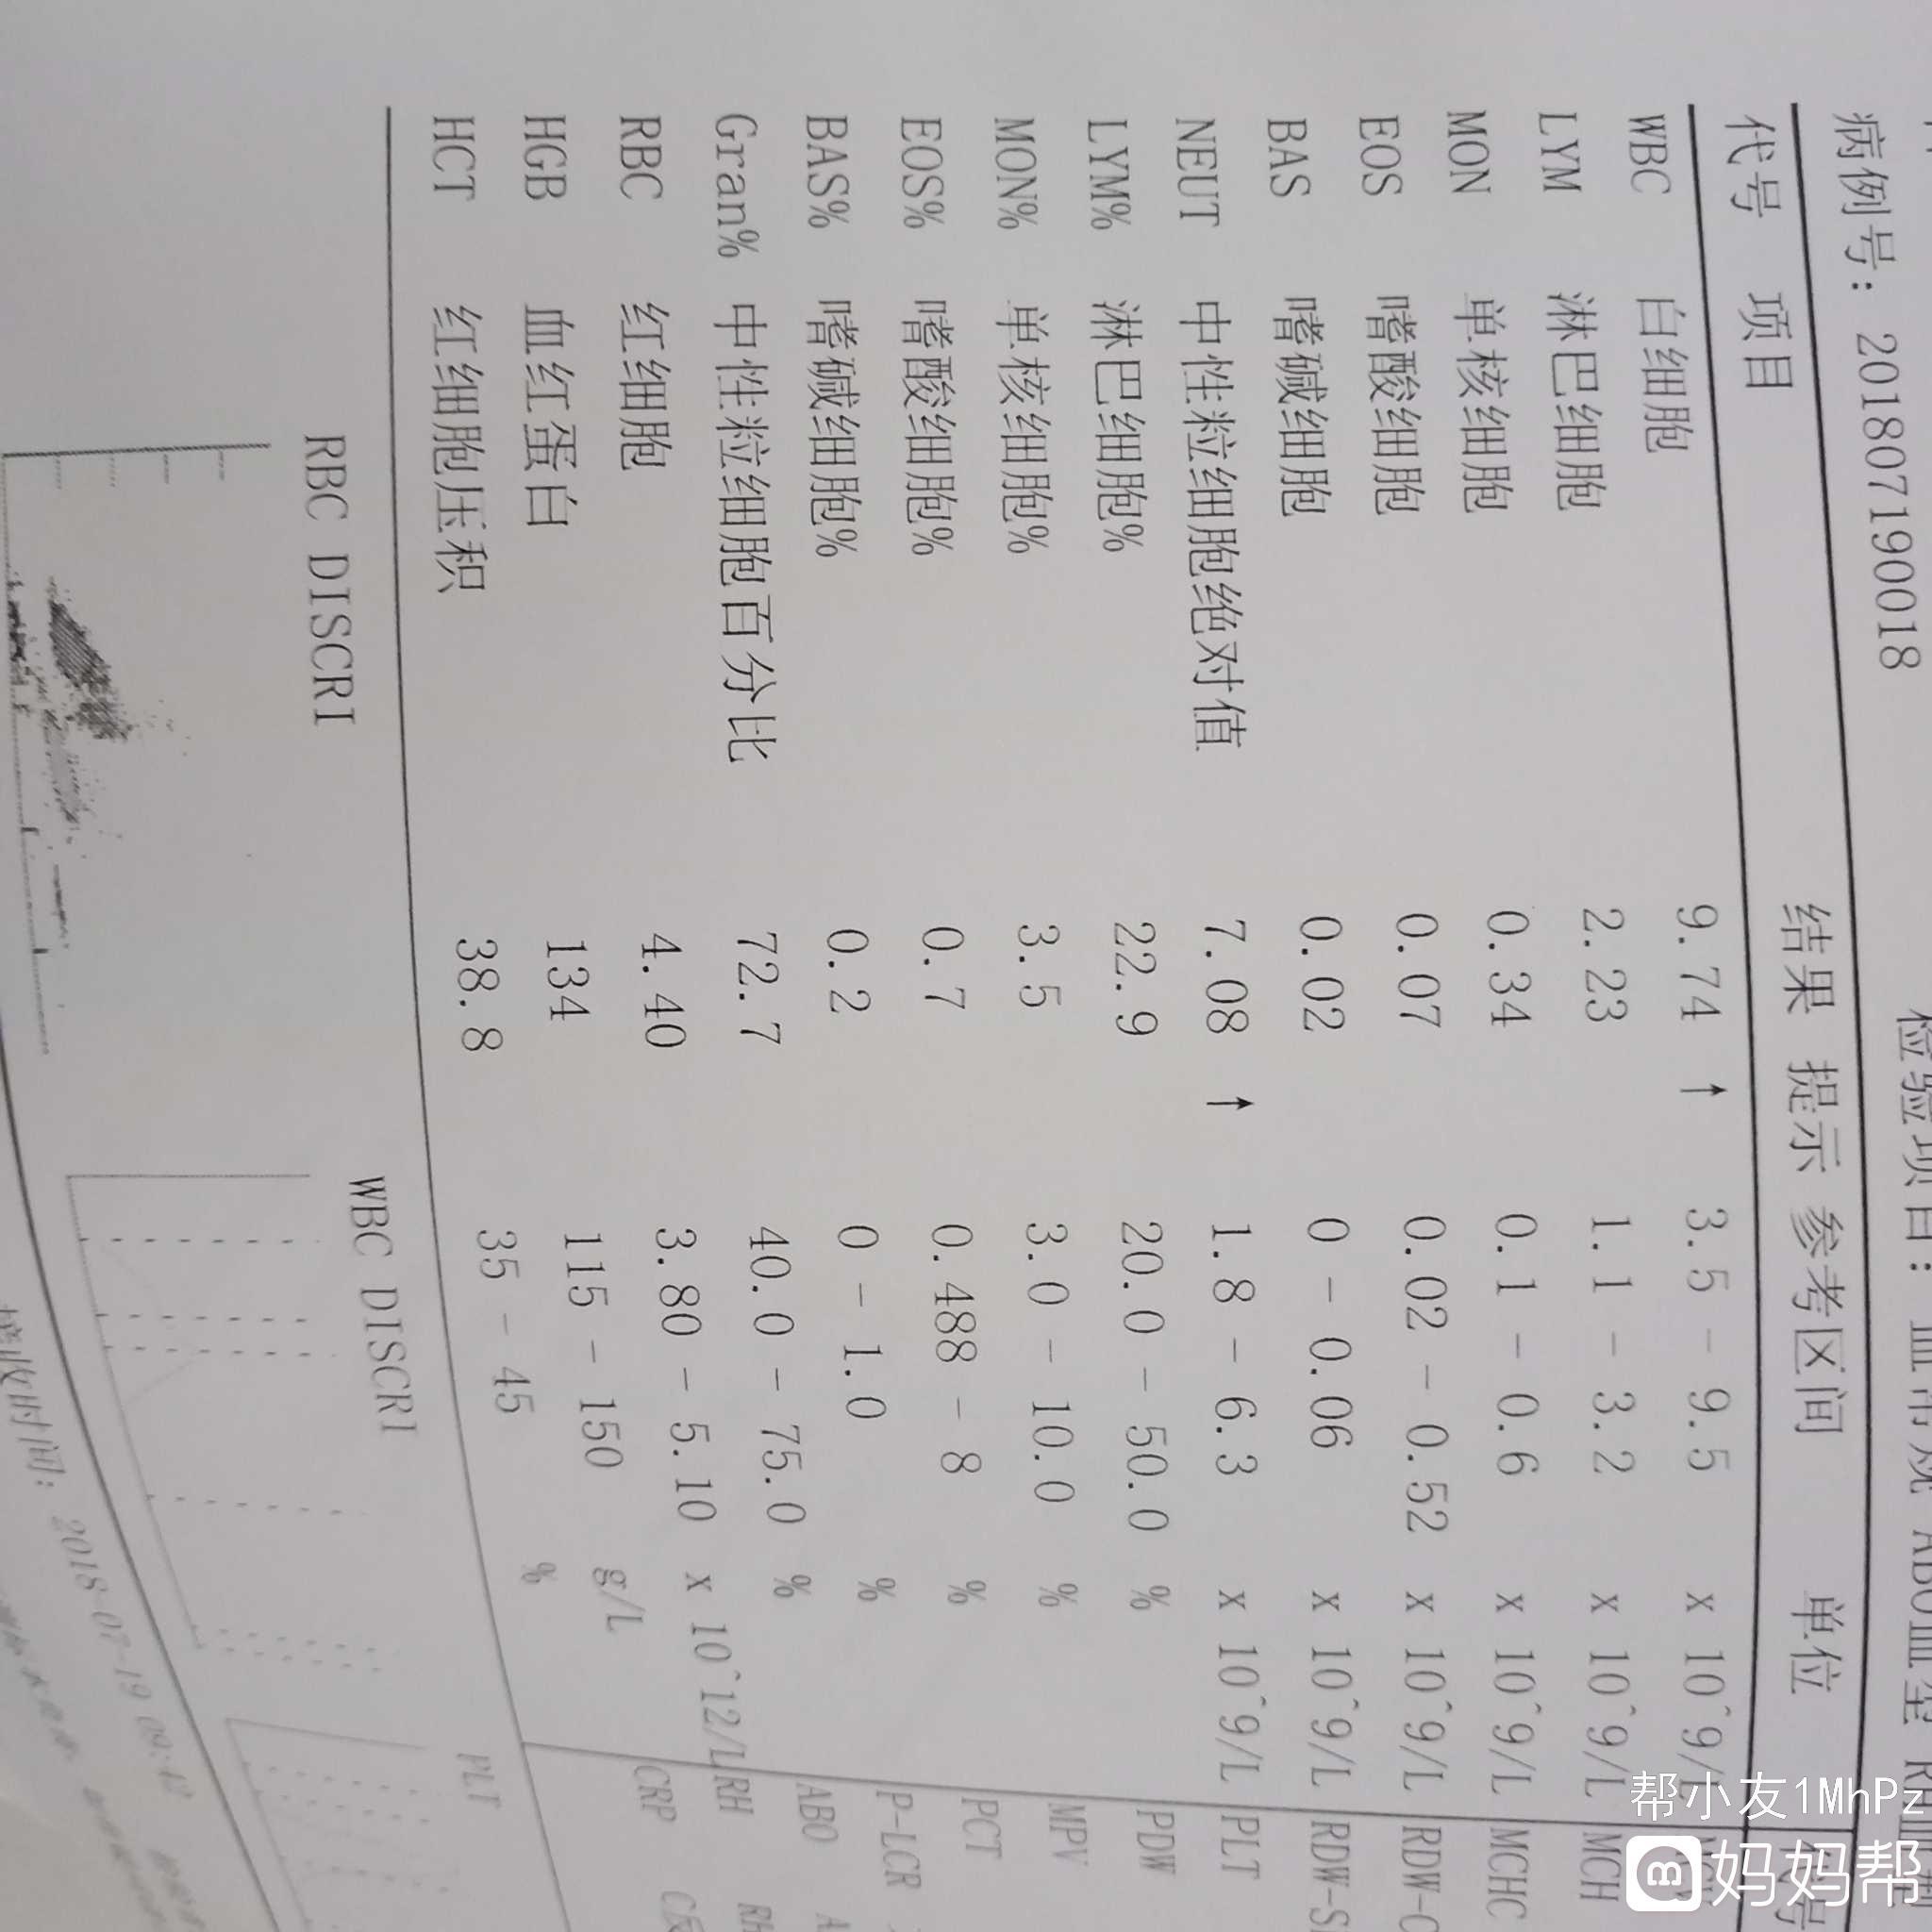 病例号：201807190018
检验项目：血常规 ABO血型 RH血型
代号 项目 结果 提示 参考区间 单位 代号
WBC 白细胞 9.74 ↑ 3.5 - 9.5 x 10^9/L MCV
LYM 淋巴细胞 2.23 1.1 - 3.2 x 10^9/L MCH
MON 单核细胞 0.34 0.1 - 0.6 x 10^9/L MCHC
EOS 嗜酸细胞 0.07 0.02 - 0.52 x 10^9/L RDW-C
BAS 嗜碱细胞 0.02 0 - 0.06 x 10^9/L RDW-S
NEUT 中性粒细胞绝对值 7.08 ↑ 1.8 - 6.3 x 10^9/L PLT
LYM% 淋巴细胞% 22.9 20.0 - 50.0 % PDW
MON% 单核细胞% 3.5 3.0 - 10.0 % MPV
EOS% 嗜酸细胞% 0.7 0.488 - 8 % PCT
BAS% 嗜碱细胞% 0.2 0 - 1.0 % P-LCR
Gran% 中性粒细胞百分比 72.7 40.0 - 75.0 % ABO A
RBC 红细胞 4.40 3.80 - 5.10 x 10^12/L RH RH
HGB 血红蛋白 134 115 - 150 g/L CRP C反
HCT 红细胞压积 38.8 35 - 45 %
RBC DISCRI
WBC DISCRI
PLT
接收时间：2018-07-19 09:42
帮小友1MhPz
妈妈帮